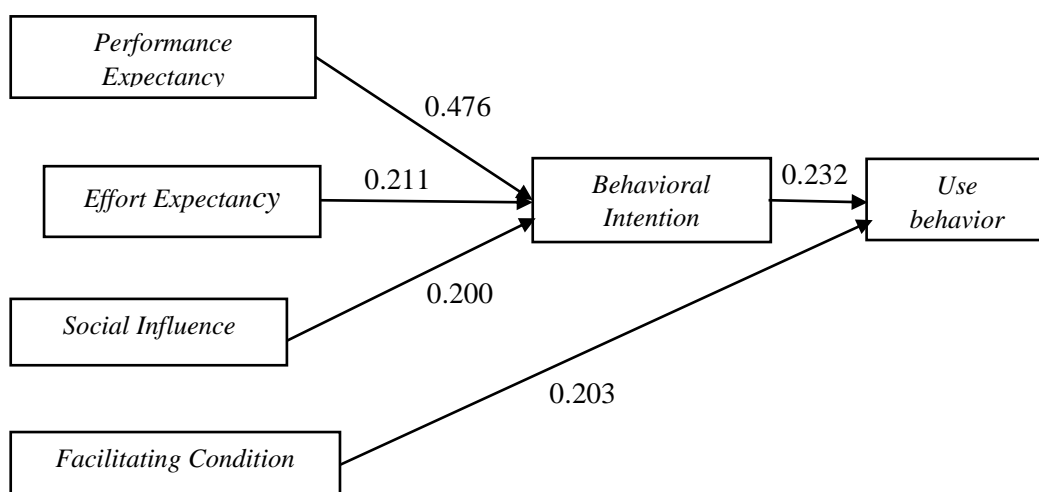 Performance
Expectancy
0.476
Effort Expectancy
0.211
Behavioral
Intention
0.232
Use
behavior
Social Influence
0.200
0.203
Facilitating Condition